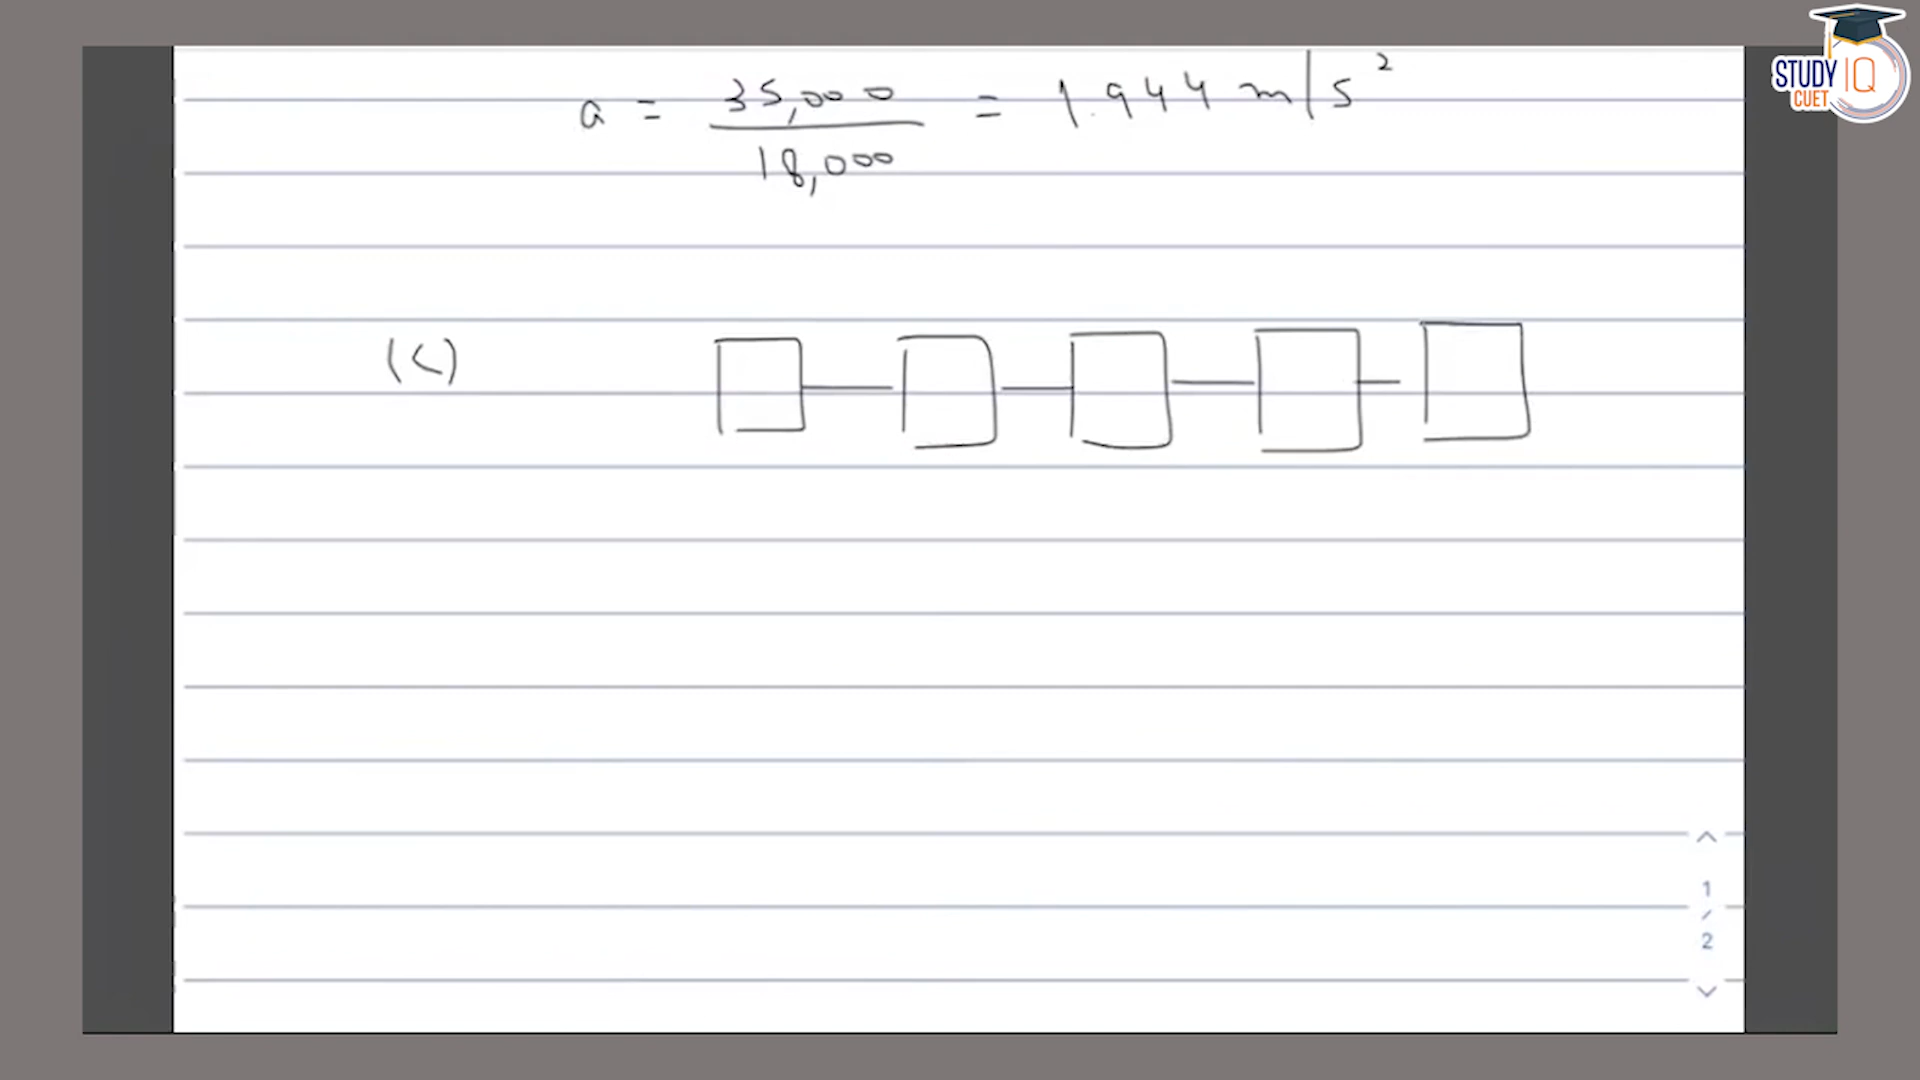 a = 35,000 / 18,000 = 1.944 m/s²
STUDY IQ
CUET
(c)
1
/
2